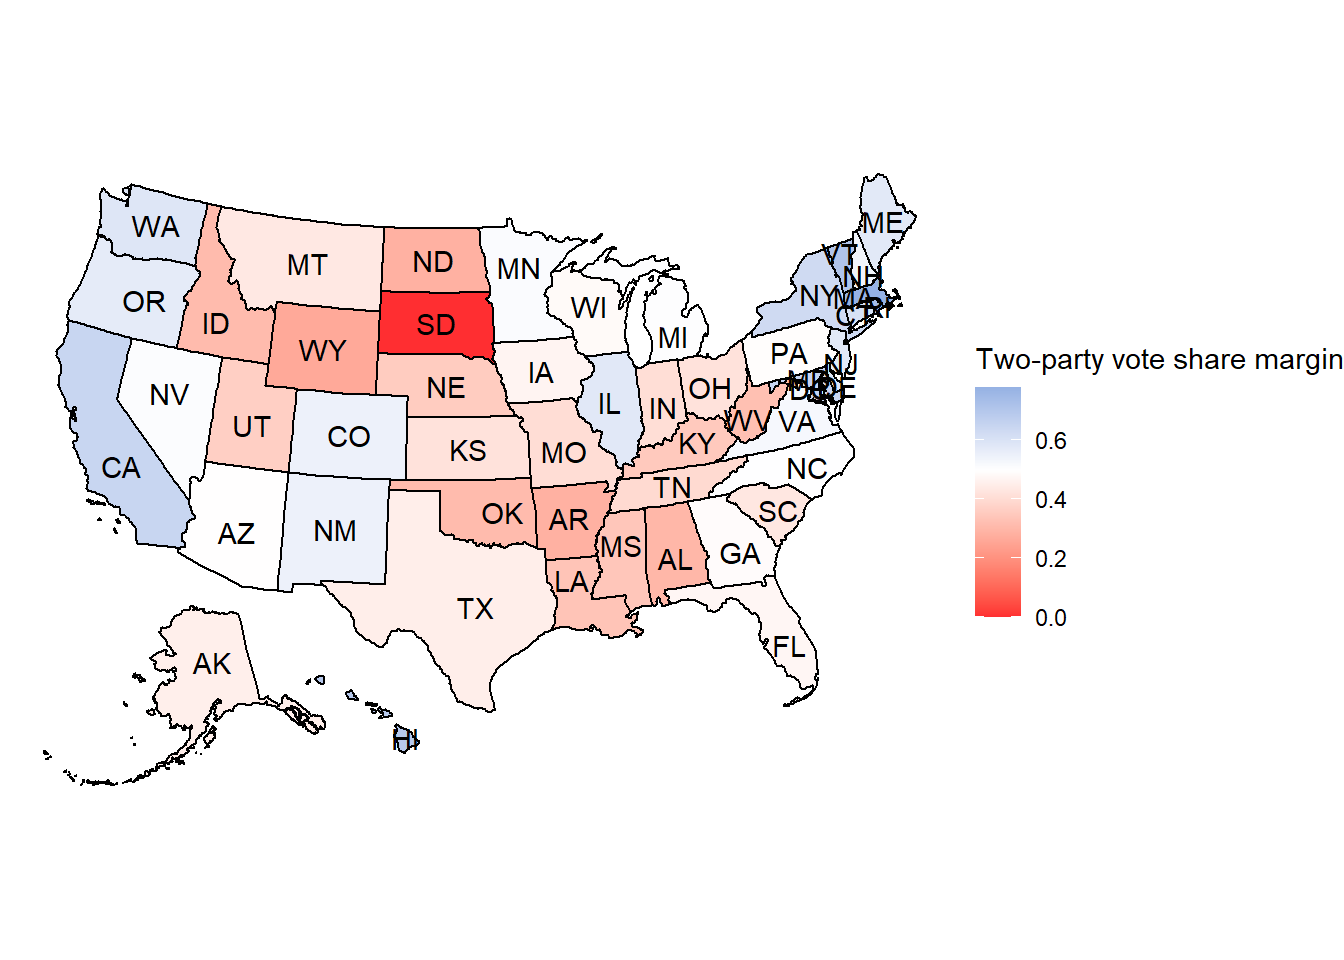 WA
ME
VT
MT
ND
MN
NH
OR
NY
MA
RI
CT
ID
SD
WI
MI
WY
PA
NJ
IA
NE
MD
DE
DC
NV
IL
IN
OH
UT
CO
WV
VA
KS
MO
KY
CA
NC
TN
OK
AR
SC
AZ
NM
MS
AL
GA
LA
TX
FL
AK
HI
Two-party vote share margin
0.6
0.4
0.2
0.0